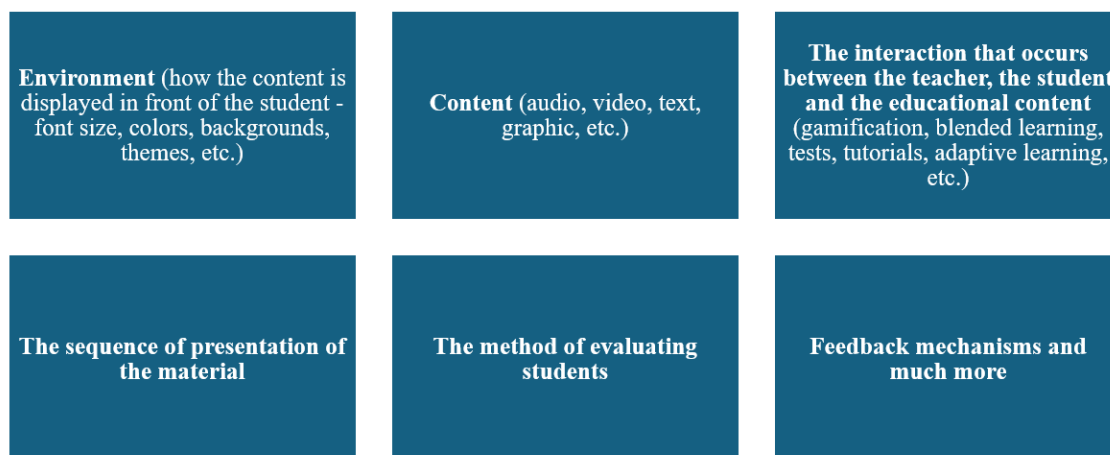 Environment (how the content is
displayed in front of the student -
font size, colors, backgrounds,
themes, etc.)
Content (audio, video, text,
graphic, etc.)
The interaction that occurs
between the teacher, the student
and the educational content
(gamification, blended learning,
tests, tutorials, adaptive learning,
etc.)
The sequence of presentation of
the material
The method of evaluating
students
Feedback mechanisms and
much more